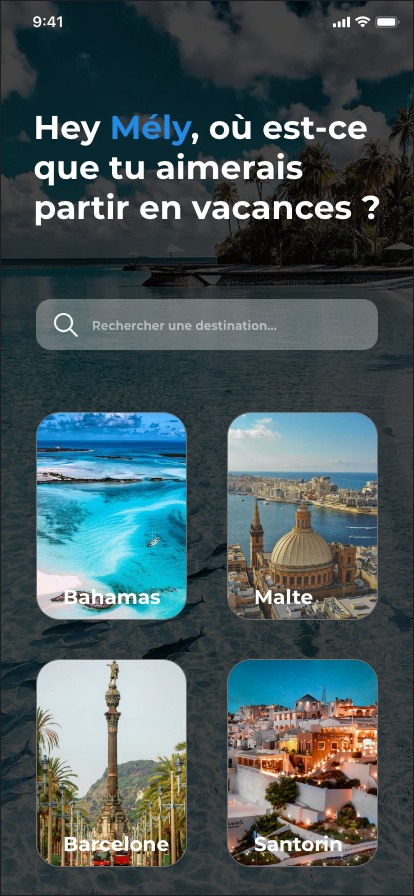 9:41
Hey Mély, où est-ce
que tu aimerais
partir en vacances ?
Rechercher une destination...
Bahamas
Malte
Barcelone
Santorin